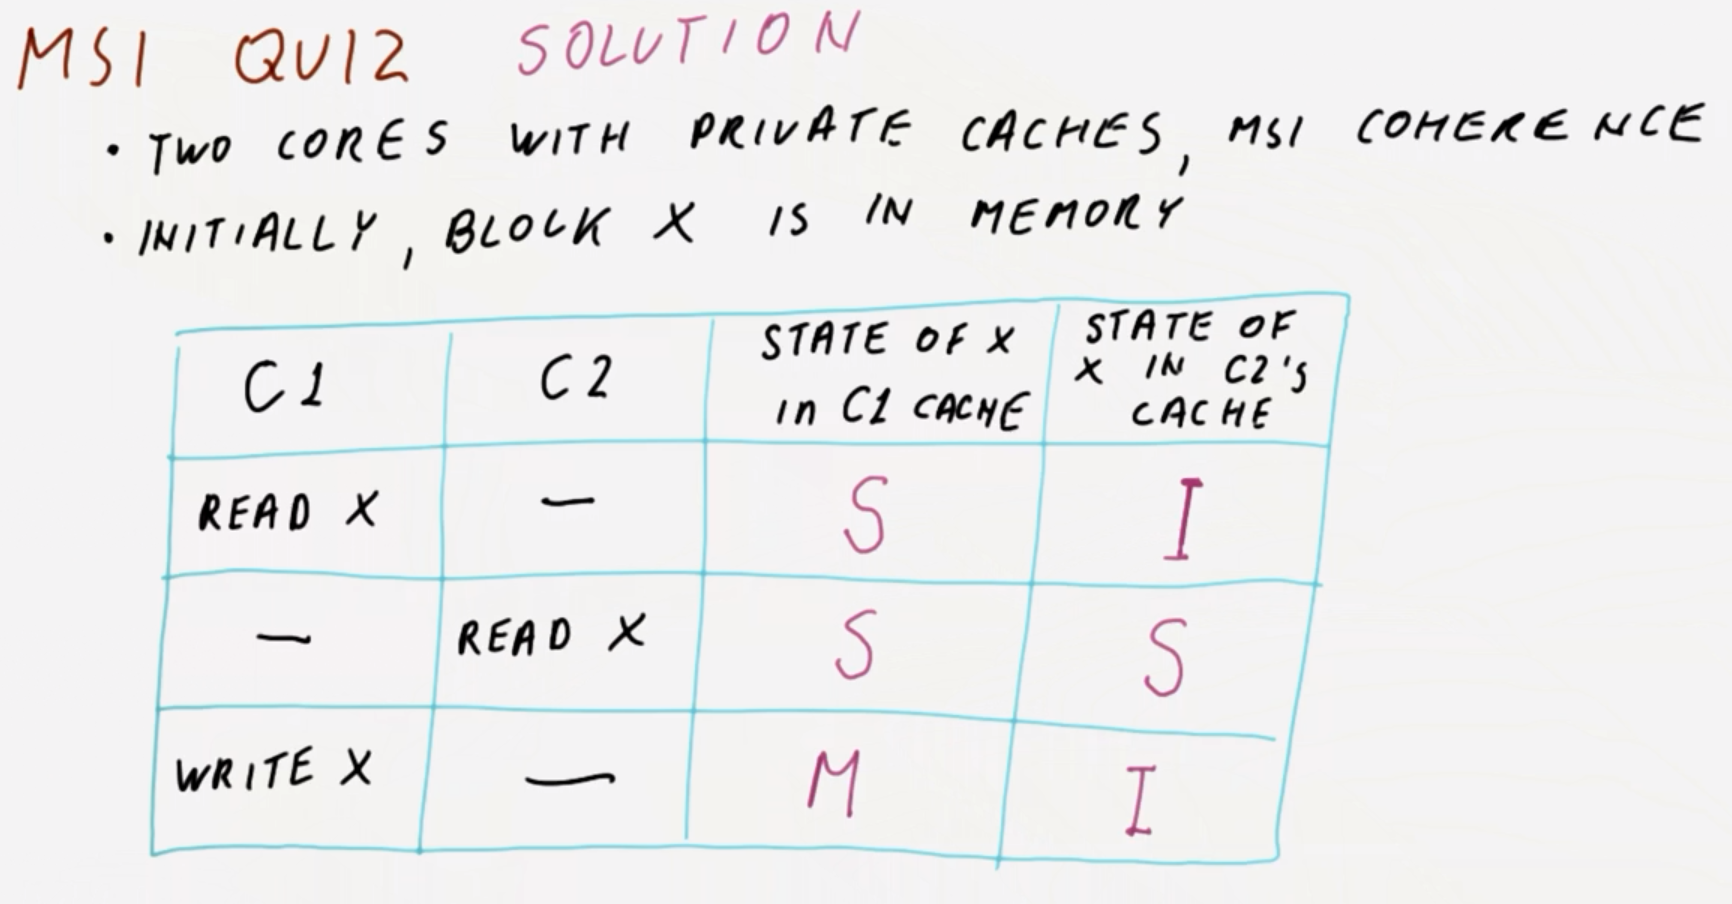 MSI QUIZ SOLUTION
• TWO CORES WITH PRIVATE CACHES, MSI COHERENCE
• INITIALLY, BLOCK X IS IN MEMORY
C1 C2 STATE OF X in C1 CACHE STATE OF X IN C2's CACHE
READ X — S I
— READ X S S
WRITE X — M I